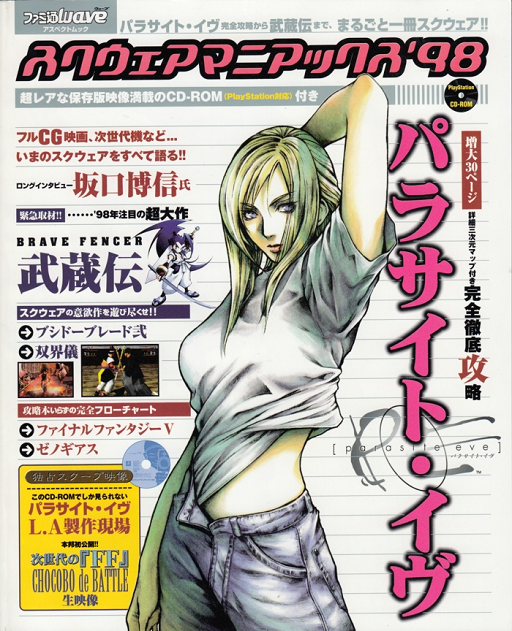 ファミ通wave ウェーブ
アスペクトムック
パラサイト・イヴ完全攻略から武蔵伝まで、まるごと一冊スクウェア!!
スクウェアマニアックス'98
超レアな保存版映像満載のCD-ROM(PlayStation対応)付き
PlayStation
CD-ROM
フルCG映画、次世代機など…
いまのスクウェアをすべて語る!!
ロングインタビュー 坂口博信氏
緊急取材!! ……'98年注目の超大作
BRAVE FENCER
武蔵伝
スクウェアの意欲作を遊び尽くせ!!
ブシドーブレード弐
双界儀
攻略本いらずの完全フローチャート
ファイナルファンタジーV
ゼノギアス
独占スクープ映像
このCD-ROMでしか見られない
パラサイト・イヴ
L.A製作現場
本邦初公開!!
次世代の『FF』
CHOCOBO de BATTLE
生映像
増大30ページ
詳細三次元マップ付き 完全徹底攻略
パラサイト・イヴ
[parasite eve]
パラサイト・イヴ
TM